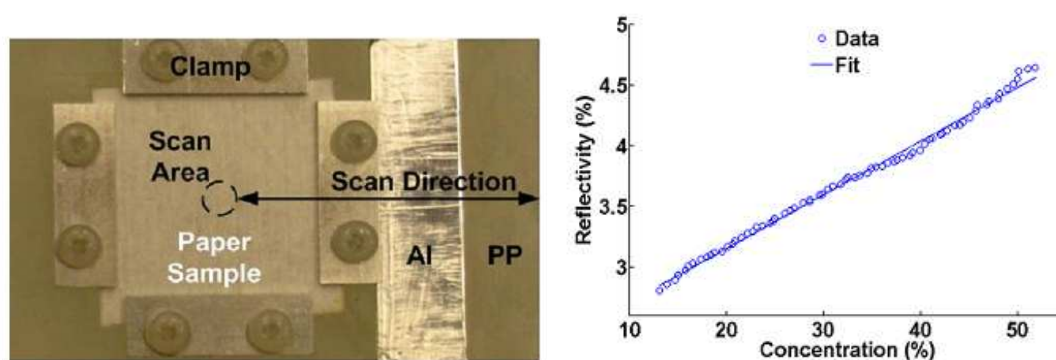 Clamp
Scan
Area
Scan Direction
Paper
Sample
Al
PP
5
4.5
4
3.5
3
10
20
30
40
50
Reflectivity (%)
Concentration (%)
Data
Fit